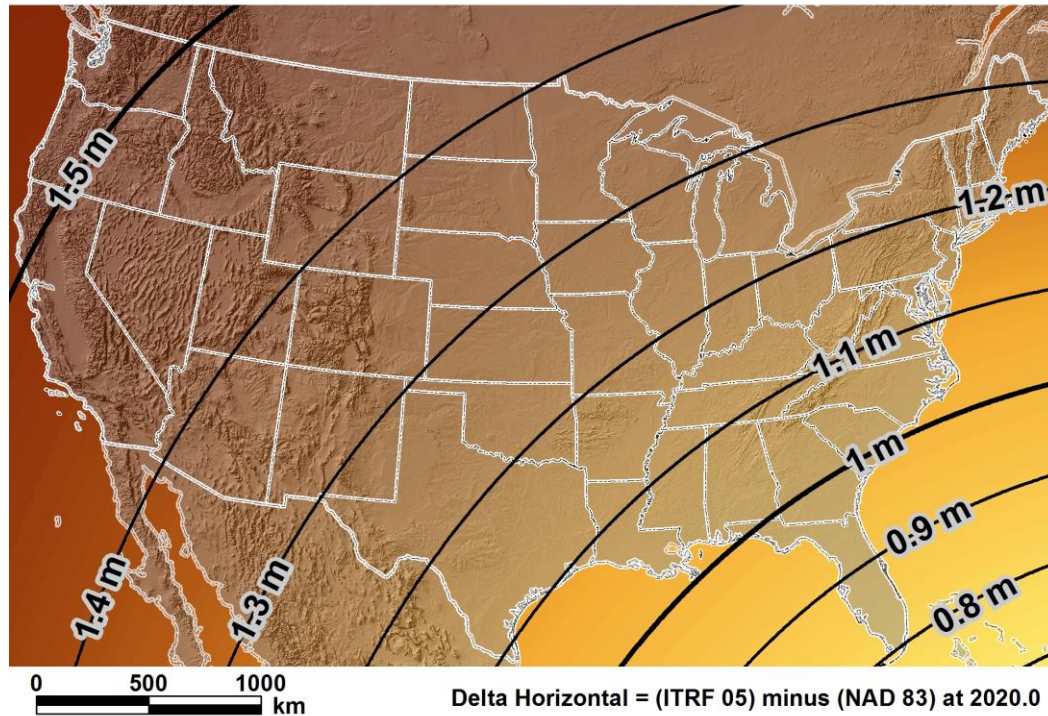 1.5 m
1.2 m
1.1 m
1 m
0.9 m
0.8 m
1.4 m
1.3 m
0 500 1000
km
Delta Horizontal = (ITRF 05) minus (NAD 83) at 2020.0